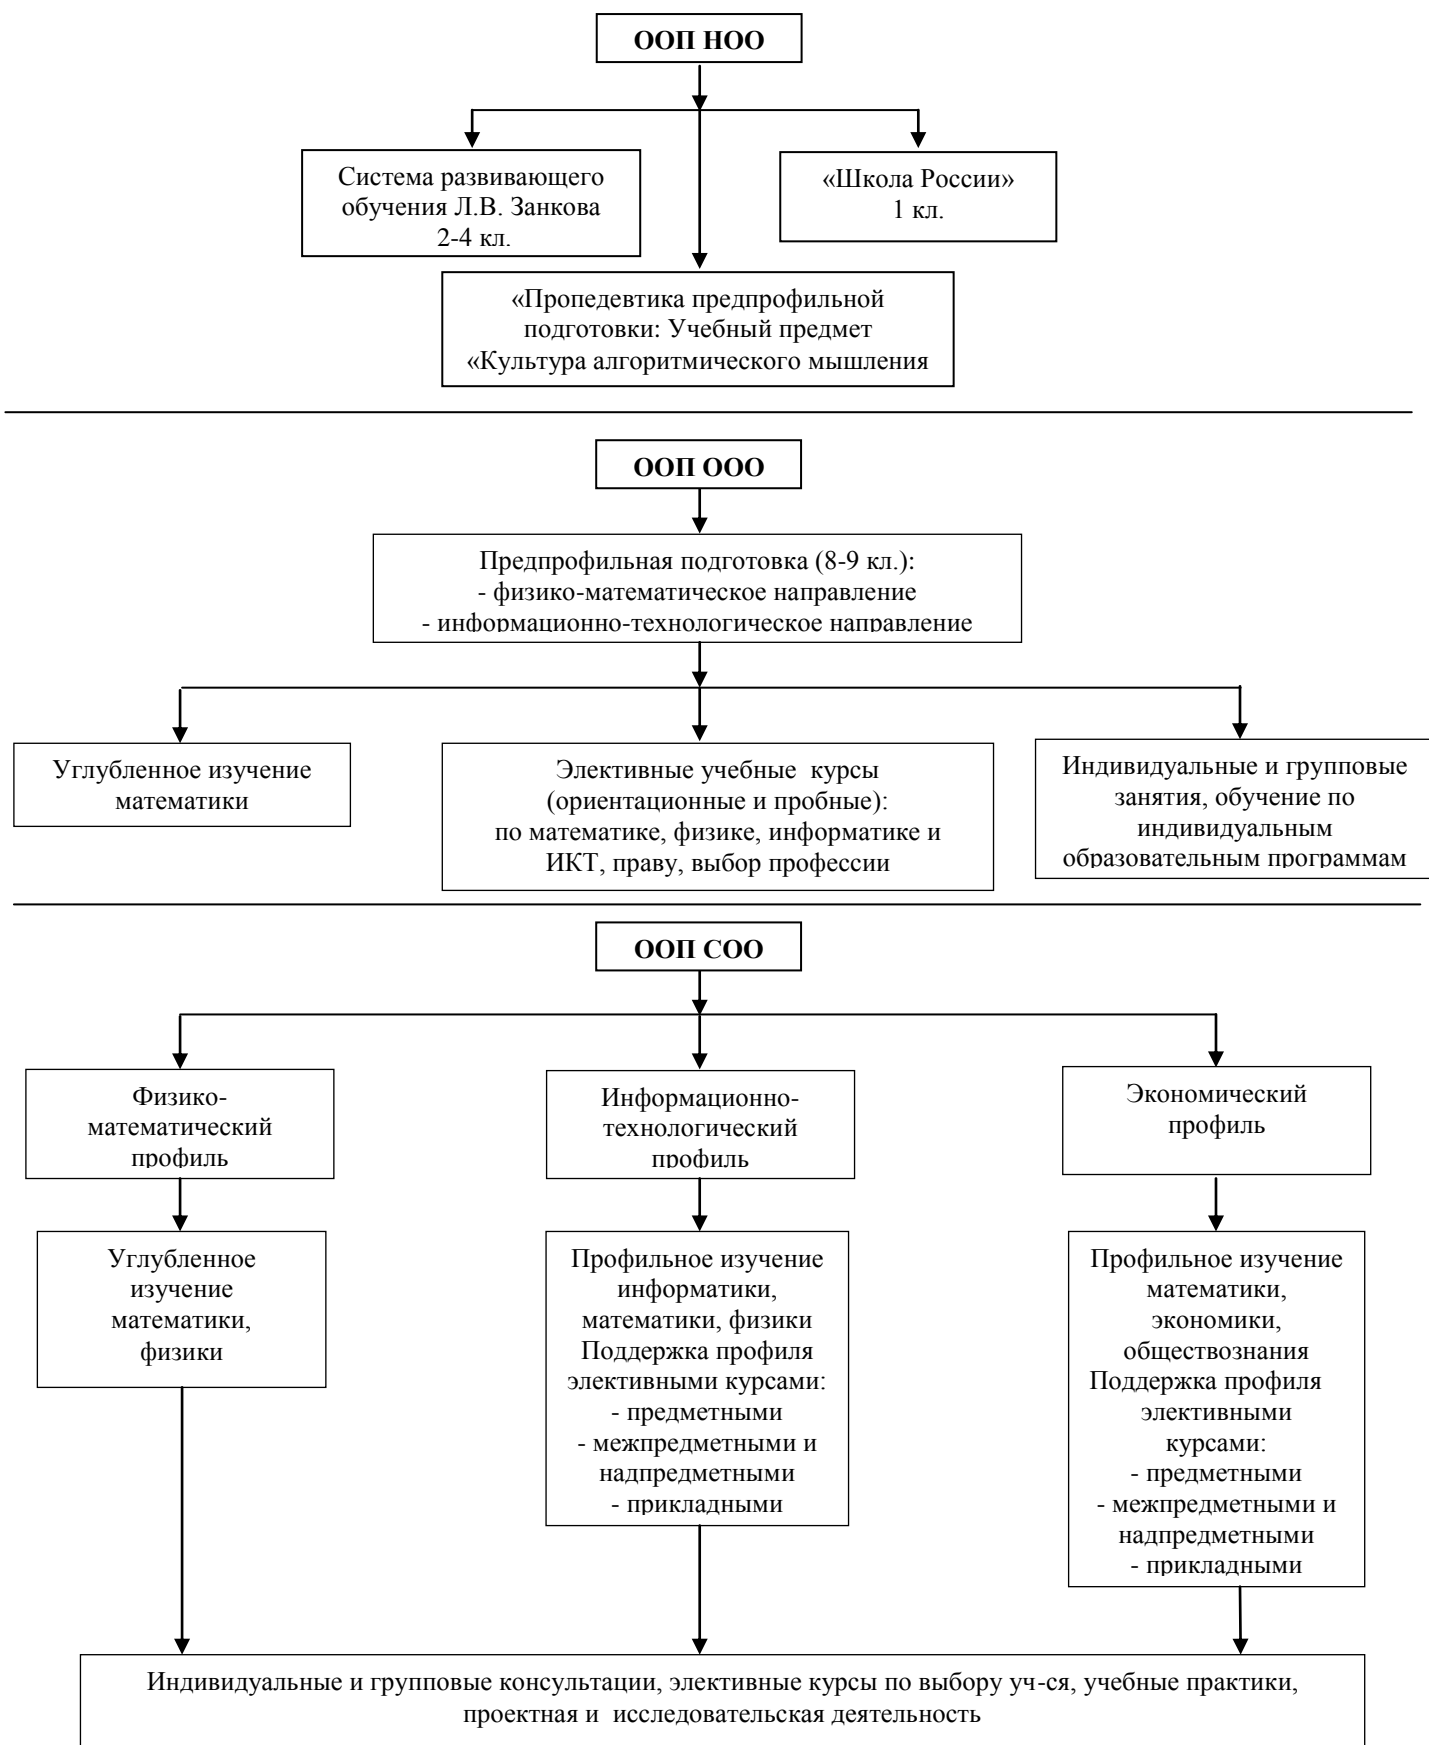 ООП НОО
Система развивающего
обучения Л.В. Занкова
2-4 кл.
«Школа России»
1 кл.
«Пропедевтика предпрофильной
подготовки: Учебный предмет
«Культура алгоритмического мышления
ООП ООО
Предпрофильная подготовка (8-9 кл.):
- физико-математическое направление
- информационно-технологическое направление
Углубленное изучение
математики
Элективные учебные курсы
(ориентационные и пробные):
по математике, физике, информатике и
ИКТ, праву, выбор профессии
Индивидуальные и групповые
занятия, обучение по
индивидуальным
образовательным программам
ООП СОО
Физико-
математический
профиль
Информационно-
технологический
профиль
Экономический
профиль
Углубленное
изучение
математики,
физики
Профильное изучение
информатики,
математики, физики
Поддержка профиля
элективными курсами:
- предметными
- межпредметными и
надпредметными
- прикладными
Профильное изучение
математики,
экономики,
обществознания
Поддержка профиля
элективными
курсами:
- предметными
- межпредметными и
надпредметными
- прикладными
Индивидуальные и групповые консультации, элективные курсы по выбору уч-ся, учебные практики,
проектная и исследовательская деятельность